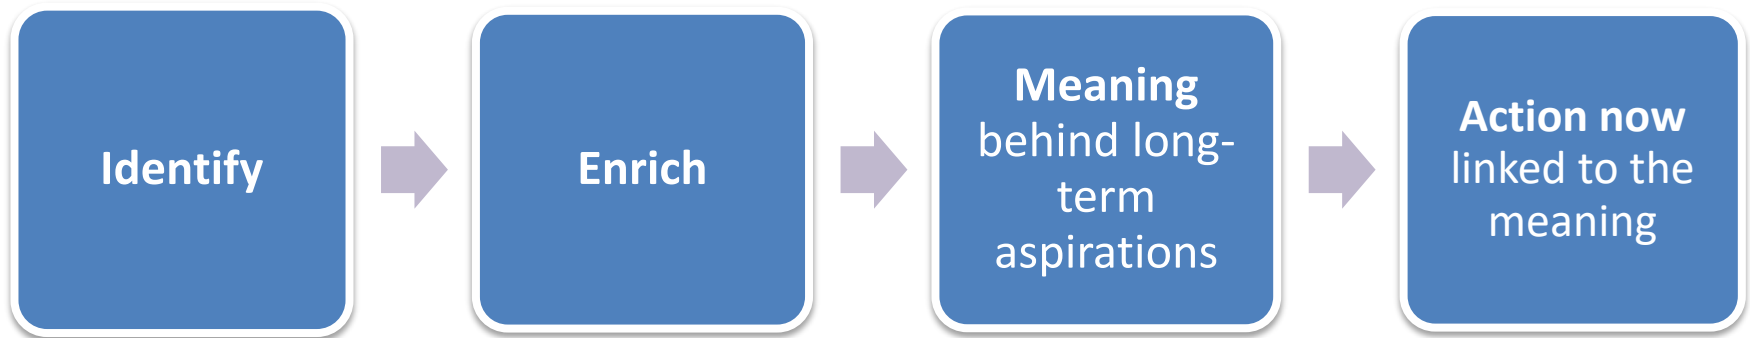 Identify
Enrich
Meaning
behind long-
term
aspirations
Action now
linked to the
meaning